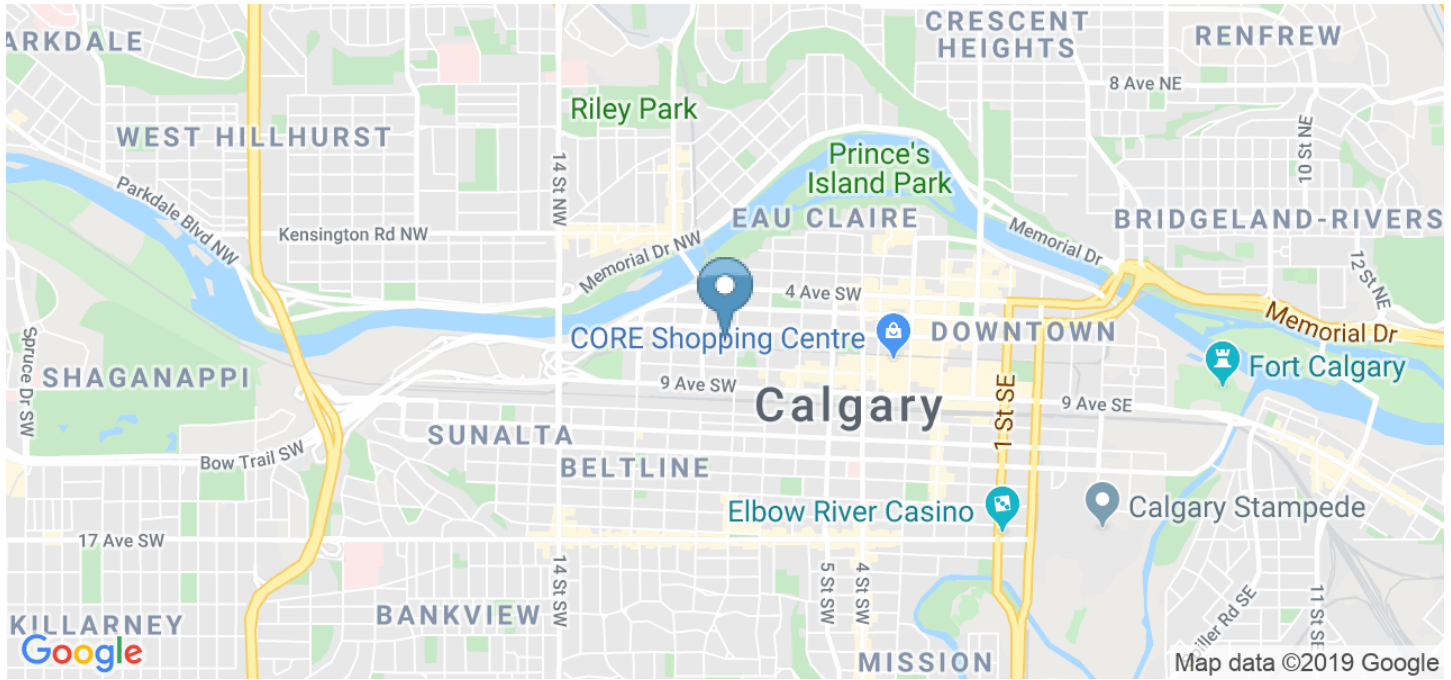 ARKDALE
CRESCENT
HEIGHTS
RENFREW
8 Ave NE
Riley Park
WEST HILLHURST
10 St NE
Prince's
Island Park
14 St NW
Parkdale Blvd NW
EAU CLAIRE
BRIDGELAND-RIVERS
Kensington Rd NW
Memorial Dr NW
Memorial Dr
12 St NE
4 Ave SW
Memorial Dr
CORE Shopping Centre
DOWNTOWN
Spruce Dr SW
SHAGANAPPI
9 Ave SW
Fort Calgary
Calgary
1 St SE
9 Ave SE
SUNALTA
Bow Trail SW
BELTLINE
Elbow River Casino
Calgary Stampede
17 Ave SW
14 St SW
5 St SW
4 St SW
BANKVIEW
11 St SE
iller Rd SE
KILLARNEY
Google
MISSION
Map data ©2019 Google